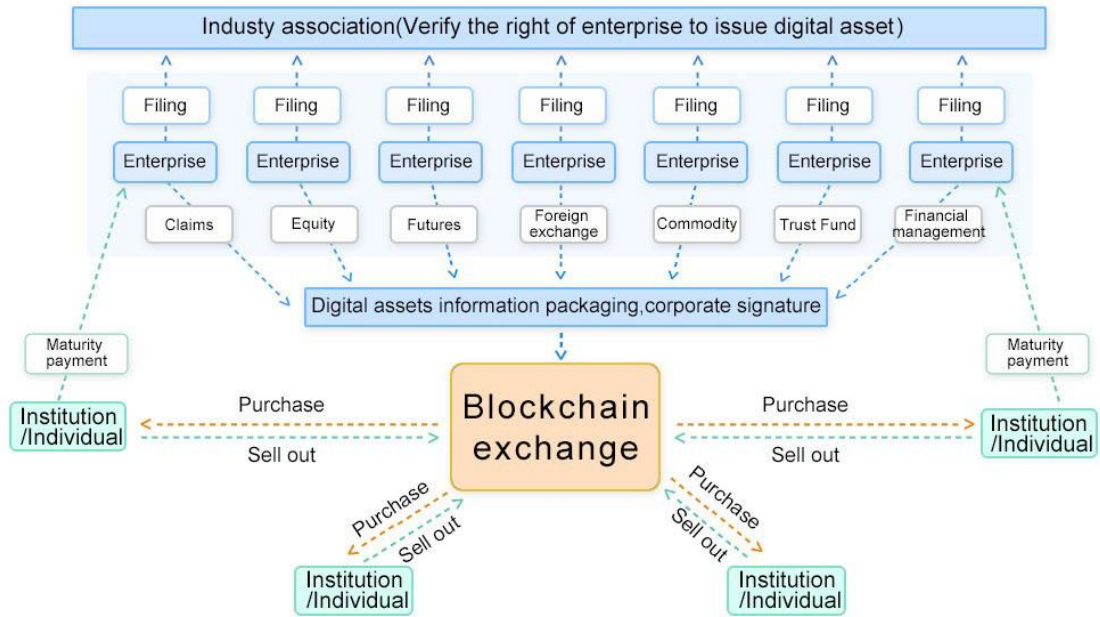 Industy association(Verify the right of enterprise to issue digital asset)
Filing
Filing
Filing
Filing
Filing
Filing
Filing
Enterprise
Enterprise
Enterprise
Enterprise
Enterprise
Enterprise
Enterprise
Claims
Equity
Futures
Foreign
exchange
Commodity
Trust Fund
Financial
management
Digital assets information packaging,corporate signature
Maturity
payment
Maturity
payment
Institution
/Individual
Purchase
Sell out
Blockchain
exchange
Purchase
Sell out
Institution
/Individual
Purchase
Sell out
Purchase
Sell out
Institution
/Individual
Institution
/Individual